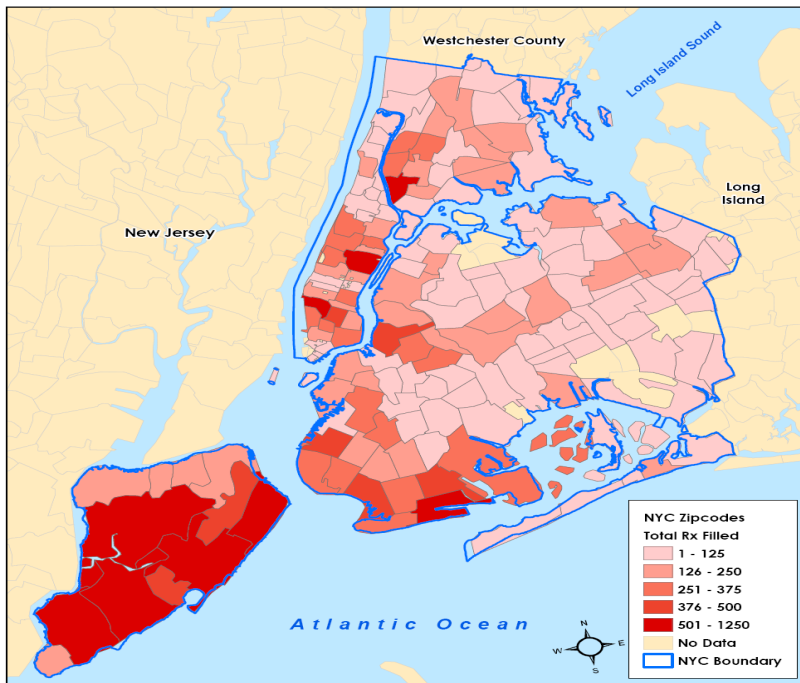 Westchester County
Long Island Sound
Long
Island
New Jersey
Atlantic Ocean
N
W
E
S
NYC Zipcodes
Total Rx Filled
1 - 125
126 - 250
251 - 375
376 - 500
501 - 1250
No Data
NYC Boundary